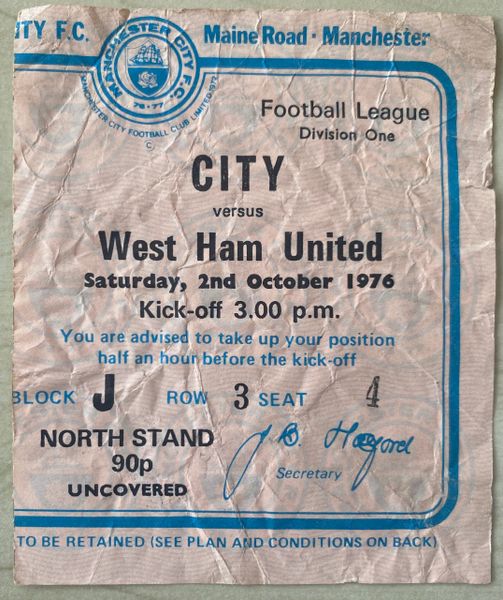 ITY F.C.
Maine Road · Manchester
MANCHESTER CITY F.C.
76-77
MANCHESTER CITY FOOTBALL CLUB LIMITED 1972
C
Football League
Division One
CITY
versus
West Ham United
Saturday, 2nd October 1976
Kick-off 3.00 p.m.
You are advised to take up your position
half an hour before the kick-off
BLOCK J ROW 3 SEAT 4
NORTH STAND
90p
UNCOVERED
Secretary
TO BE RETAINED (SEE PLAN AND CONDITIONS ON BACK)